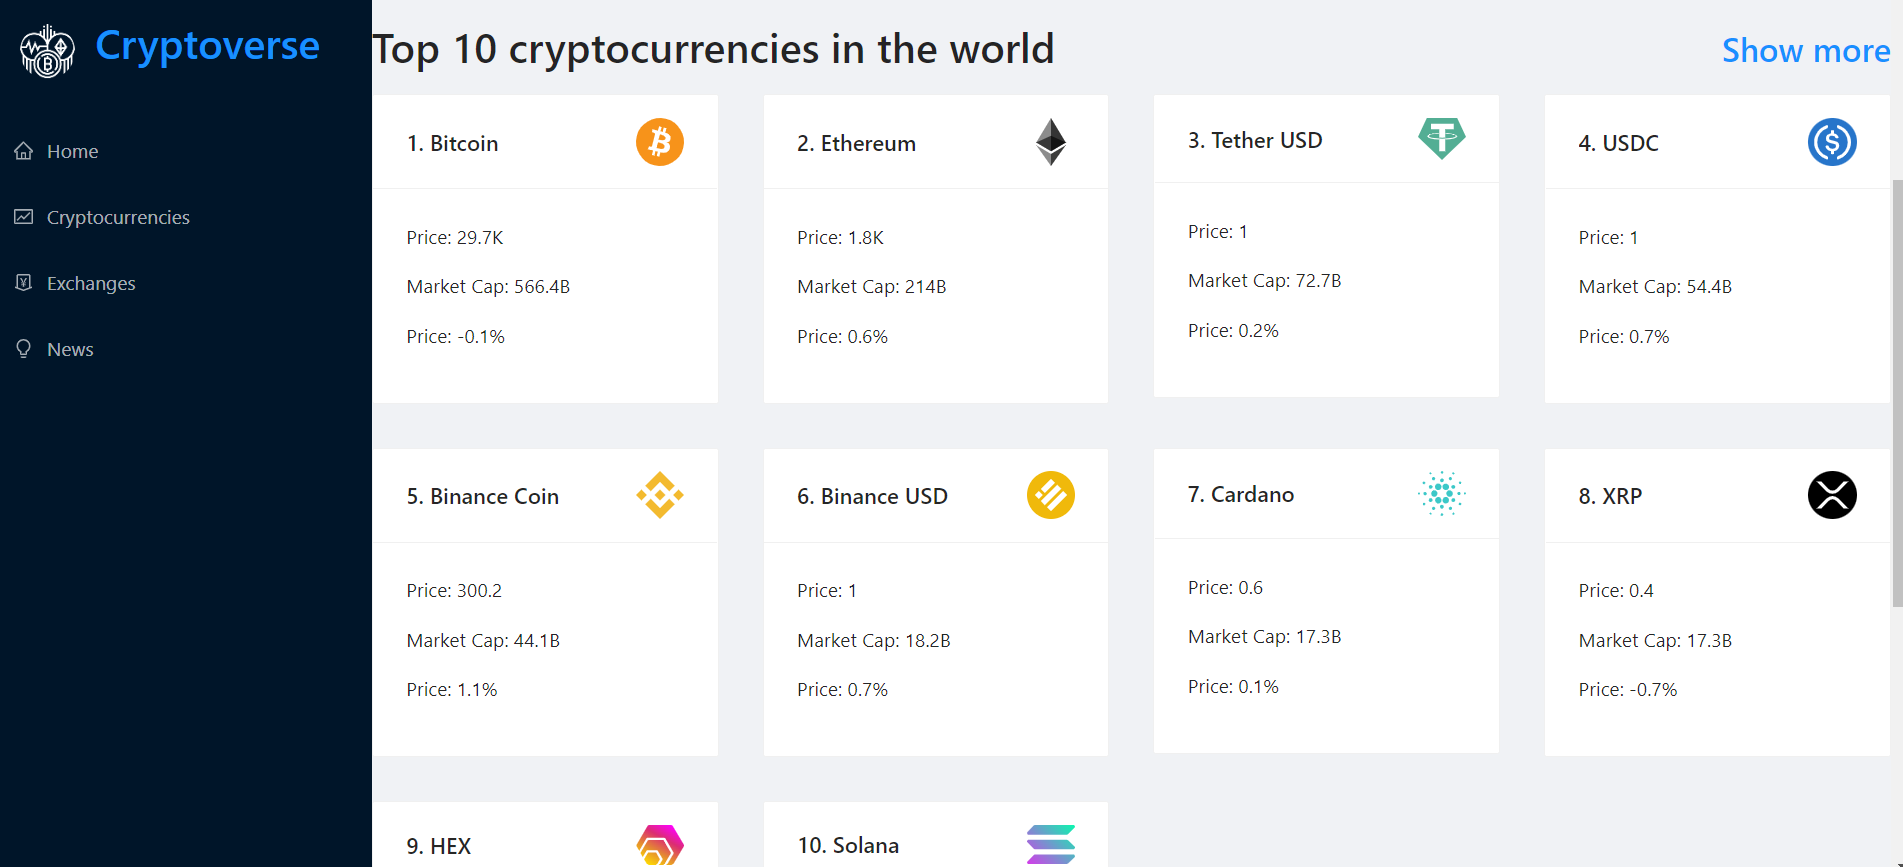 Cryptoverse
Home
Cryptocurrencies
Exchanges
News
Top 10 cryptocurrencies in the world
Show more
1. Bitcoin
Price: 29.7K
Market Cap: 566.4B
Price: -0.1%
2. Ethereum
Price: 1.8K
Market Cap: 214B
Price: 0.6%
3. Tether USD
Price: 1
Market Cap: 72.7B
Price: 0.2%
4. USDC
Price: 1
Market Cap: 54.4B
Price: 0.7%
5. Binance Coin
Price: 300.2
Market Cap: 44.1B
Price: 1.1%
6. Binance USD
Price: 1
Market Cap: 18.2B
Price: 0.7%
7. Cardano
Price: 0.6
Market Cap: 17.3B
Price: 0.1%
8. XRP
Price: 0.4
Market Cap: 17.3B
Price: -0.7%
9. HEX
10. Solana